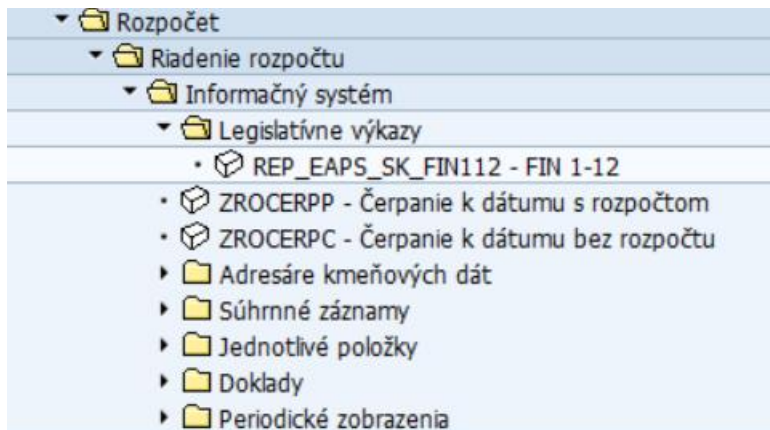 Rozpočet
Riadenie rozpočtu
Informačný systém
Legislatívne výkazy
REP_EAPS_SK_FIN112 - FIN 1-12
ZROCERPP - Čerpanie k dátumu s rozpočtom
ZROCERPC - Čerpanie k dátumu bez rozpočtu
Adresáre kmeňových dát
Súhrnné záznamy
Jednotlivé položky
Doklady
Periodické zobrazenia